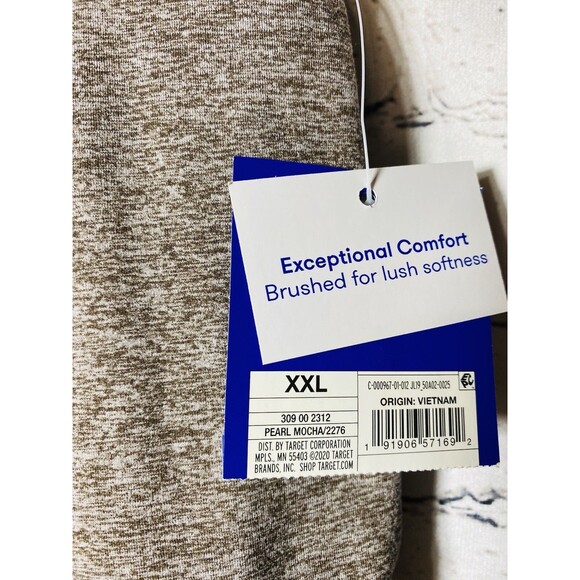 Exceptional Comfort
Brushed for lush softness
XXL
309 00 2312
PEARL MOCHA/2276
DIST. BY TARGET CORPORATION
MPLS., MN 55403 ©2020 TARGET
BRANDS, INC. SHOP TARGET.COM
C-000967-01-012 JL19_50A02-0025
ORIGIN: VIETNAM
1 91906 57169 2